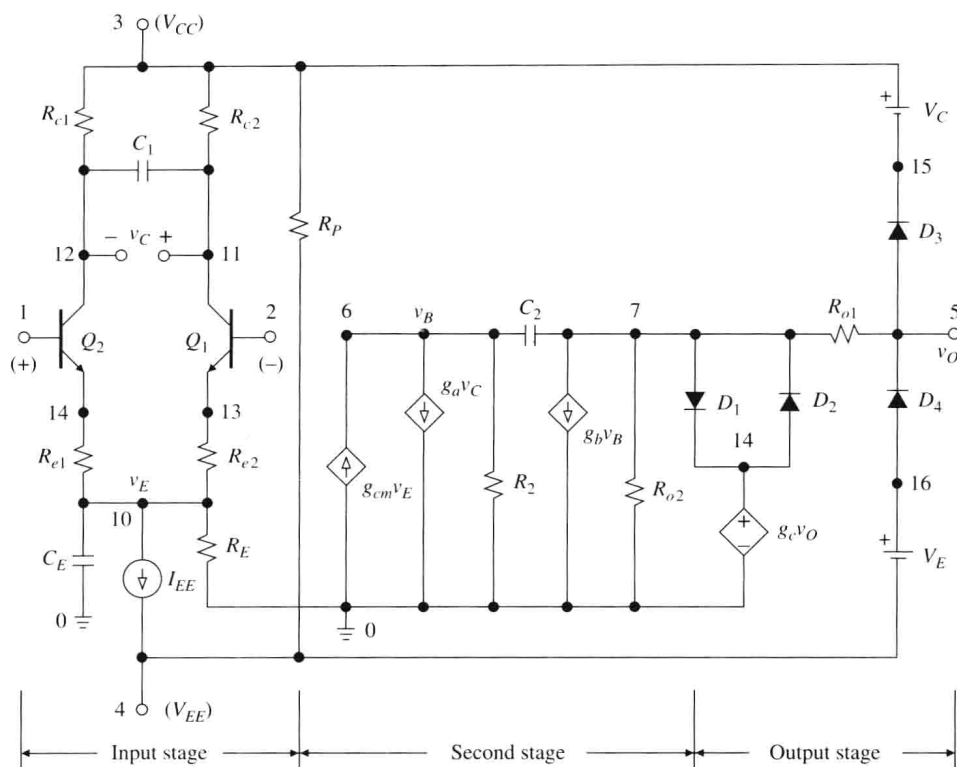 3 (V_CC)
R_c1
R_c2
C_1
+ V_C
15
R_P
D_3
12 − v_C + 11
1
2
6
v_B
C_2
7
R_o1
5
(+)
Q_2
Q_1
(−)
v_O
g_a v_C
D_1
D_2
D_4
14
13
g_b v_B
14
R_e1
R_e2
g_cm v_E
R_2
R_o2
16
v_E
10
+
−
g_c v_O
+
C_E
R_E
V_E
I_EE
0
0
4 (V_EE)
Input stage
Second stage
Output stage